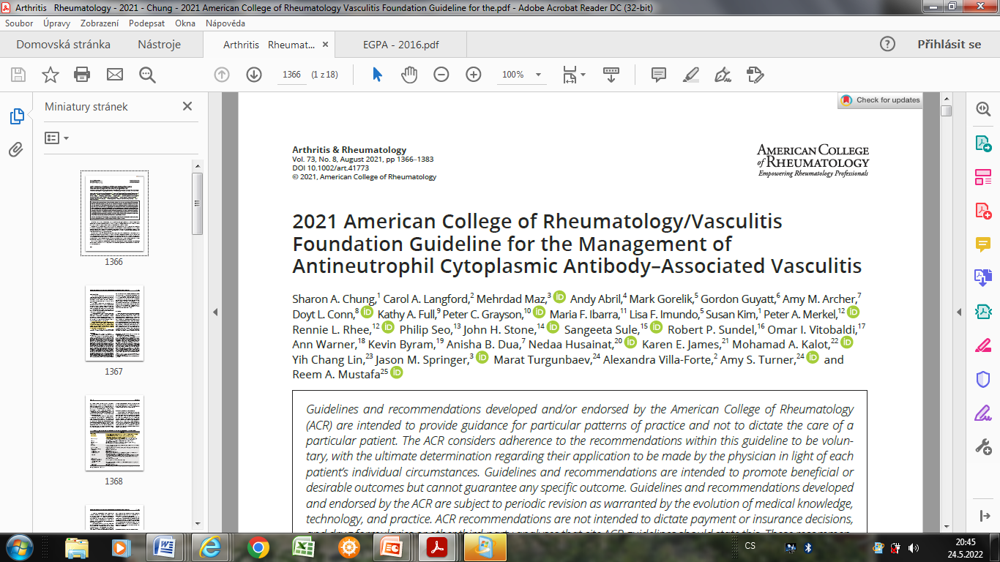 Arthritis Rheumatology - 2021 - Chung - 2021 American College of Rheumatology Vasculitis Foundation Guideline for the.pdf - Adobe Acrobat Reader DC (32-bit)
Soubor Úpravy Zobrazení Podepsat Okna Nápověda
Domovská stránka Nástroje Arthritis Rheumat... × EGPA - 2016.pdf Přihlásit se
1366 (1 z 18) 100%
Miniatury stránek
1366
1367
1368
Check for updates
Arthritis & Rheumatology
Vol. 73, No. 8, August 2021, pp 1366–1383
DOI 10.1002/art.41773
© 2021, American College of Rheumatology
AMERICAN COLLEGE
of RHEUMATOLOGY
Empowering Rheumatology Professionals
2021 American College of Rheumatology/Vasculitis
Foundation Guideline for the Management of
Antineutrophil Cytoplasmic Antibody–Associated Vasculitis
Sharon A. Chung,1 Carol A. Langford,2 Mehrdad Maz,3 iD Andy Abril,4 Mark Gorelik,5 Gordon Guyatt,6 Amy M. Archer,7
Doyt L. Conn,8 iD Kathy A. Full,9 Peter C. Grayson,10 iD Maria F. Ibarra,11 Lisa F. Imundo,5 Susan Kim,1 Peter A. Merkel,12 iD
Rennie L. Rhee,12 iD Philip Seo,13 John H. Stone,14 iD Sangeeta Sule,15 iD Robert P. Sundel,16 Omar I. Vitobaldi,17
Ann Warner,18 Kevin Byram,19 Anisha B. Dua,7 Nedaa Husainat,20 iD Karen E. James,21 Mohamad A. Kalot,22 iD
Yih Chang Lin,23 Jason M. Springer,3 iD Marat Turgunbaev,24 Alexandra Villa-Forte,2 Amy S. Turner,24 iD and
Reem A. Mustafa25 iD
Guidelines and recommendations developed and/or endorsed by the American College of Rheumatology
(ACR) are intended to provide guidance for particular patterns of practice and not to dictate the care of a
particular patient. The ACR considers adherence to the recommendations within this guideline to be volun-
tary, with the ultimate determination regarding their application to be made by the physician in light of each
patient's individual circumstances. Guidelines and recommendations are intended to promote beneficial or
desirable outcomes but cannot guarantee any specific outcome. Guidelines and recommendations developed
and endorsed by the ACR are subject to periodic revision as warranted by the evolution of medical knowledge,
technology, and practice. ACR recommendations are not intended to dictate payment or insurance decisions,
CS
20:45
24.5.2022